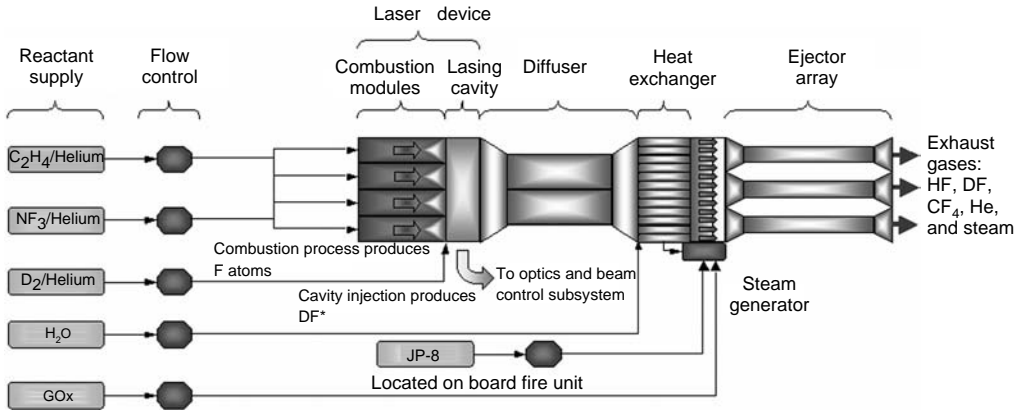 Laser device
Reactant
supply
Flow
control
Combustion
modules
Lasing
cavity
Diffuser
Heat
exchanger
Ejector
array
C2H4/Helium
NF3/Helium
Combustion process produces
F atoms
D2/Helium
Cavity injection produces
DF*
To optics and beam
control subsystem
Steam
generator
Exhaust
gases:
HF, DF,
CF4, He,
and steam
H2O
JP-8
Located on board fire unit
GOx